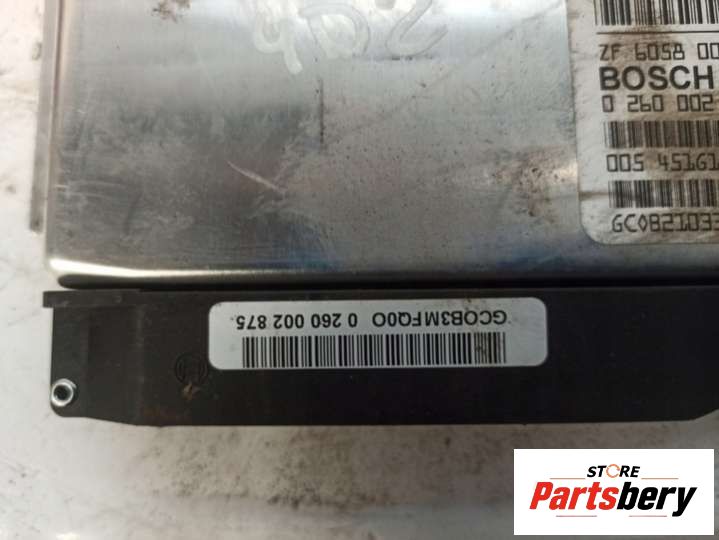 ZF 6058 00
BOSCH
0 260 002
005 45161
GC0821033
GCOB3MFQ0O 0 260 002 875
STORE
Partsbery